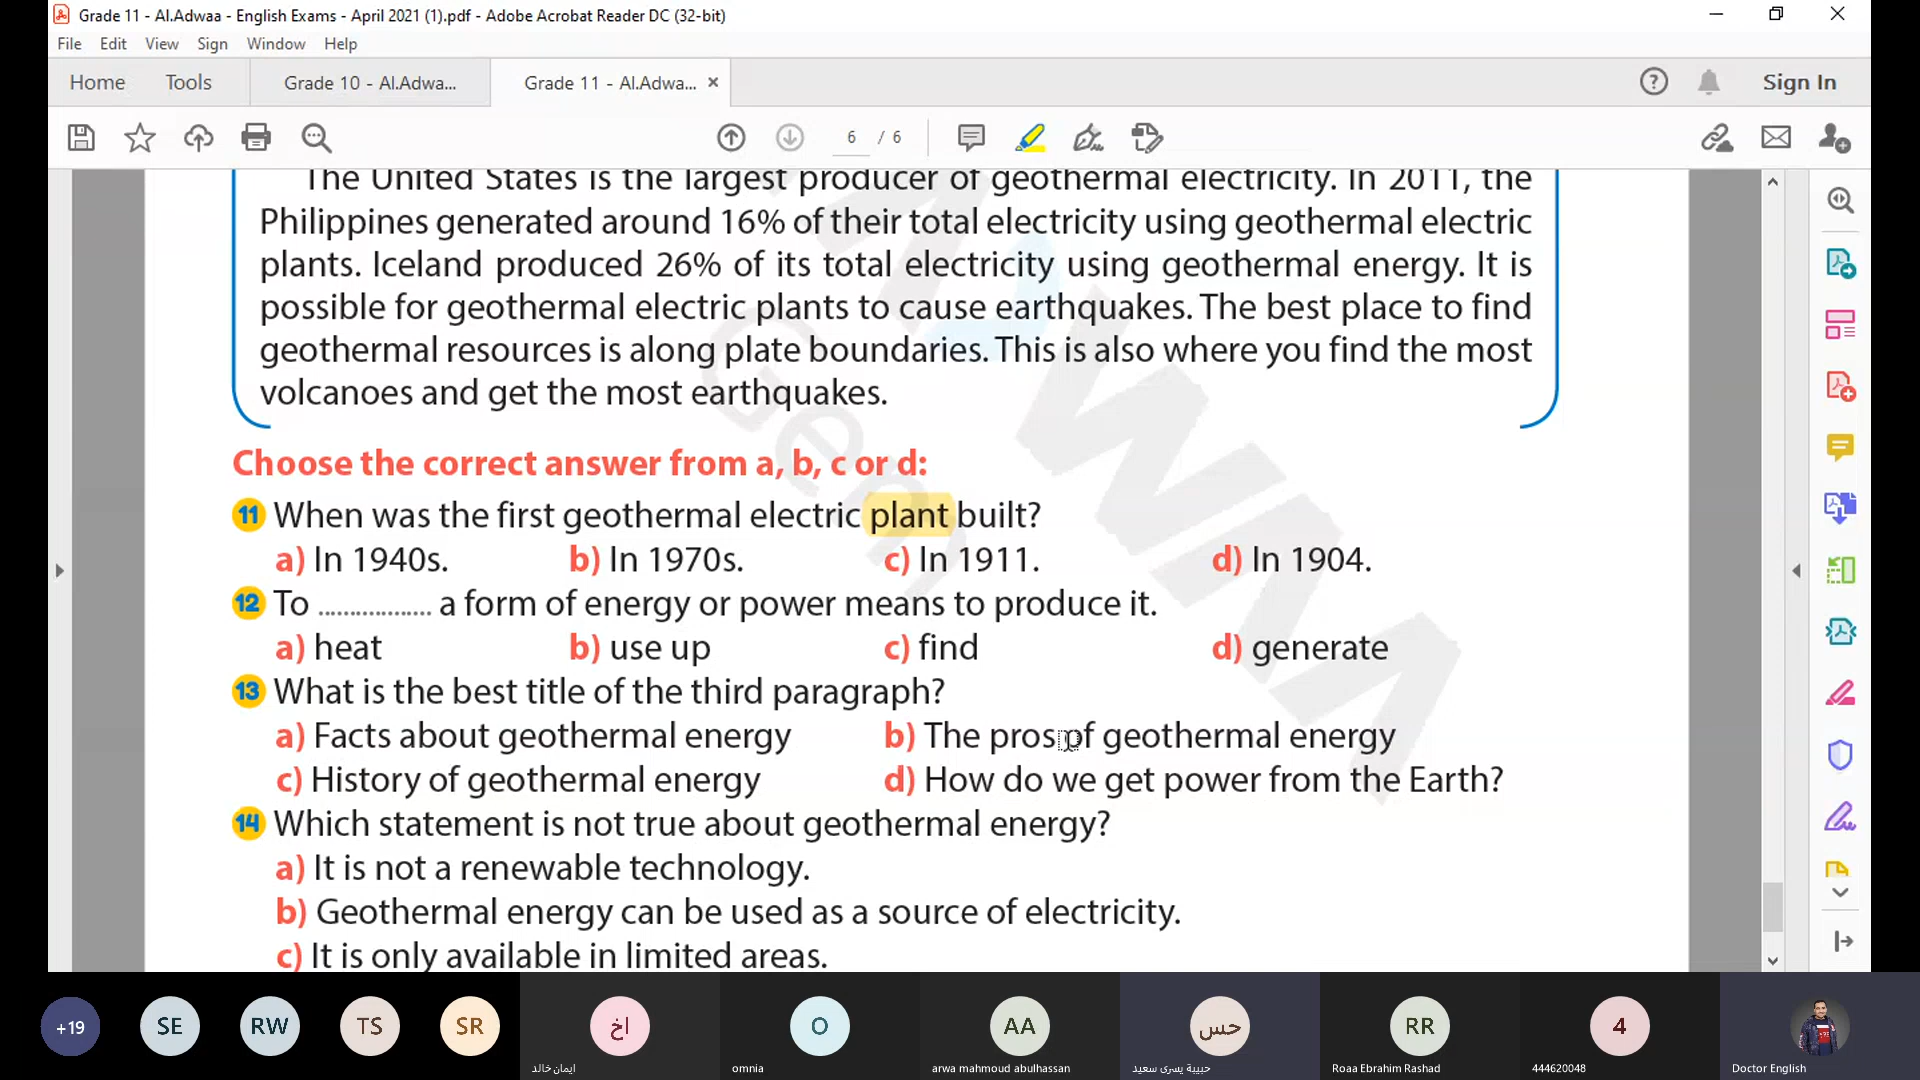 Grade 11 - Al.Adwaa - English Exams - April 2021 (1).pdf - Adobe Acrobat Reader DC (32-bit)
File Edit View Sign Window Help
Home Tools Grade 10 - Al.Adwa... Grade 11 - Al.Adwa... × Sign In
6 / 6
The United States is the largest producer of geothermal electricity. In 2011, the
Philippines generated around 16% of their total electricity using geothermal electric
plants. Iceland produced 26% of its total electricity using geothermal energy. It is
possible for geothermal electric plants to cause earthquakes. The best place to find
geothermal resources is along plate boundaries. This is also where you find the most
volcanoes and get the most earthquakes.
Choose the correct answer from a, b, c or d:
11 When was the first geothermal electric plant built?
a) In 1940s. b) In 1970s. c) In 1911. d) In 1904.
12 To .................. a form of energy or power means to produce it.
a) heat b) use up c) find d) generate
13 What is the best title of the third paragraph?
a) Facts about geothermal energy b) The pros of geothermal energy
c) History of geothermal energy d) How do we get power from the Earth?
14 Which statement is not true about geothermal energy?
a) It is not a renewable technology.
b) Geothermal energy can be used as a source of electricity.
c) It is only available in limited areas.
Gem
+19 SE RW TS SR اخ O AA حس RR 4
ايمان خالد omnia arwa mahmoud abulhassan حبيبة يسرى سعيد Roaa Ebrahim Rashad 444620048 Doctor English